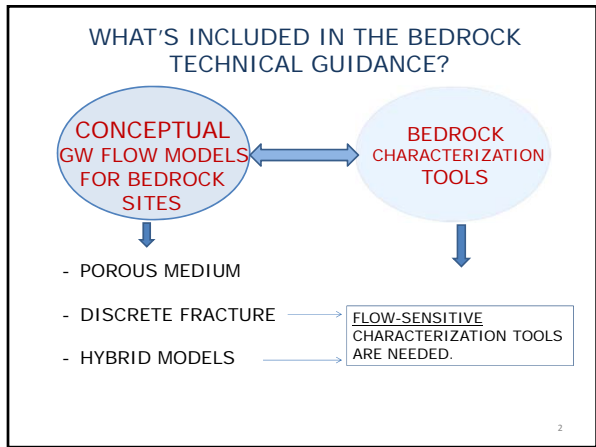 WHAT'S INCLUDED IN THE BEDROCK
TECHNICAL GUIDANCE?
CONCEPTUAL
GW FLOW MODELS
FOR BEDROCK
SITES
BEDROCK
CHARACTERIZATION
TOOLS
- POROUS MEDIUM
- DISCRETE FRACTURE
- HYBRID MODELS
FLOW-SENSITIVE
CHARACTERIZATION TOOLS
ARE NEEDED.
2